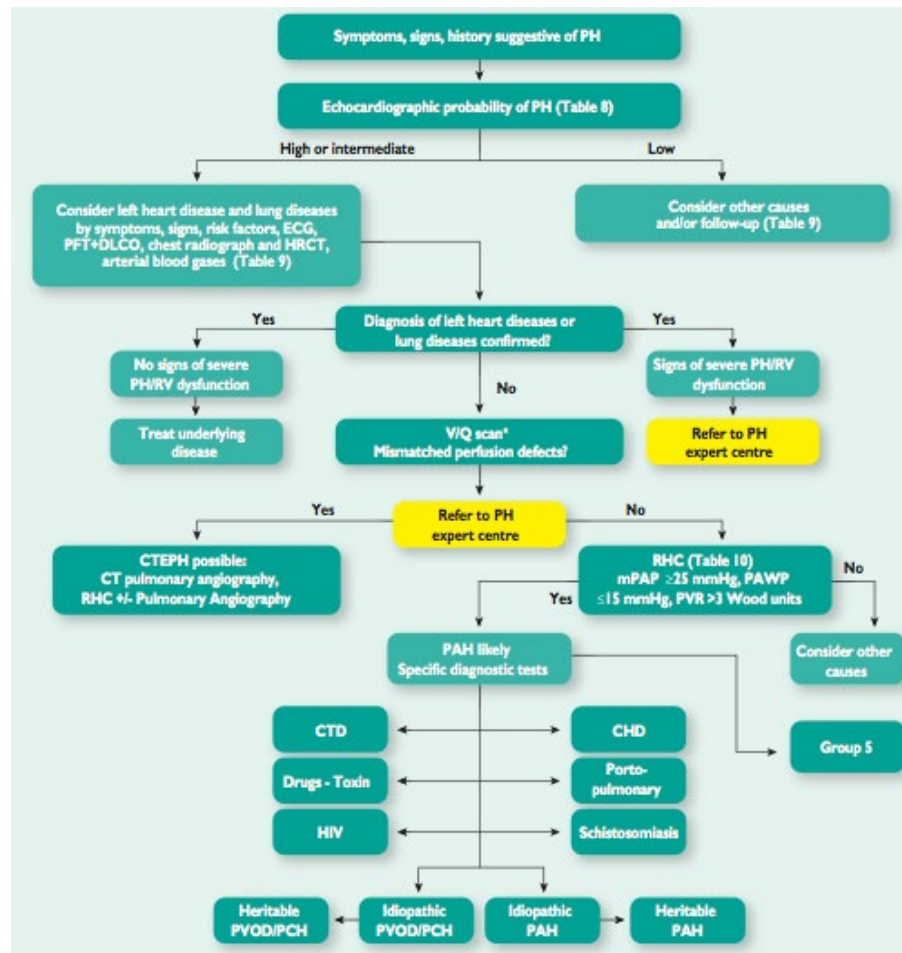 Symptoms, signs, history suggestive of PH
Echocardiographic probability of PH (Table 8)
High or intermediate
Low
Consider left heart disease and lung diseases
by symptoms, signs, risk factors, ECG,
PFT+DLCO, chest radiograph and HRCT,
arterial blood gases (Table 9)
Consider other causes
and/or follow-up (Table 9)
Yes
Diagnosis of left heart diseases or
lung diseases confirmed?
Yes
No signs of severe
PH/RV dysfunction
No
Signs of severe PH/RV
dysfunction
Treat underlying
disease
V/Q scan*
Mismatched perfusion defects?
Refer to PH
expert centre
Yes
Refer to PH
expert centre
No
CTEPH possible:
CT pulmonary angiography,
RHC +/- Pulmonary Angiography
RHC (Table 10)
mPAP ≥25 mmHg, PAWP
≤15 mmHg, PVR >3 Wood units
No
Yes
PAH likely
Specific diagnostic tests
Consider other
causes
CTD
CHD
Group 5
Drugs - Toxin
Porto-
pulmonary
HIV
Schistosomiasis
Heritable
PVOD/PCH
Idiopathic
PVOD/PCH
Idiopathic
PAH
Heritable
PAH